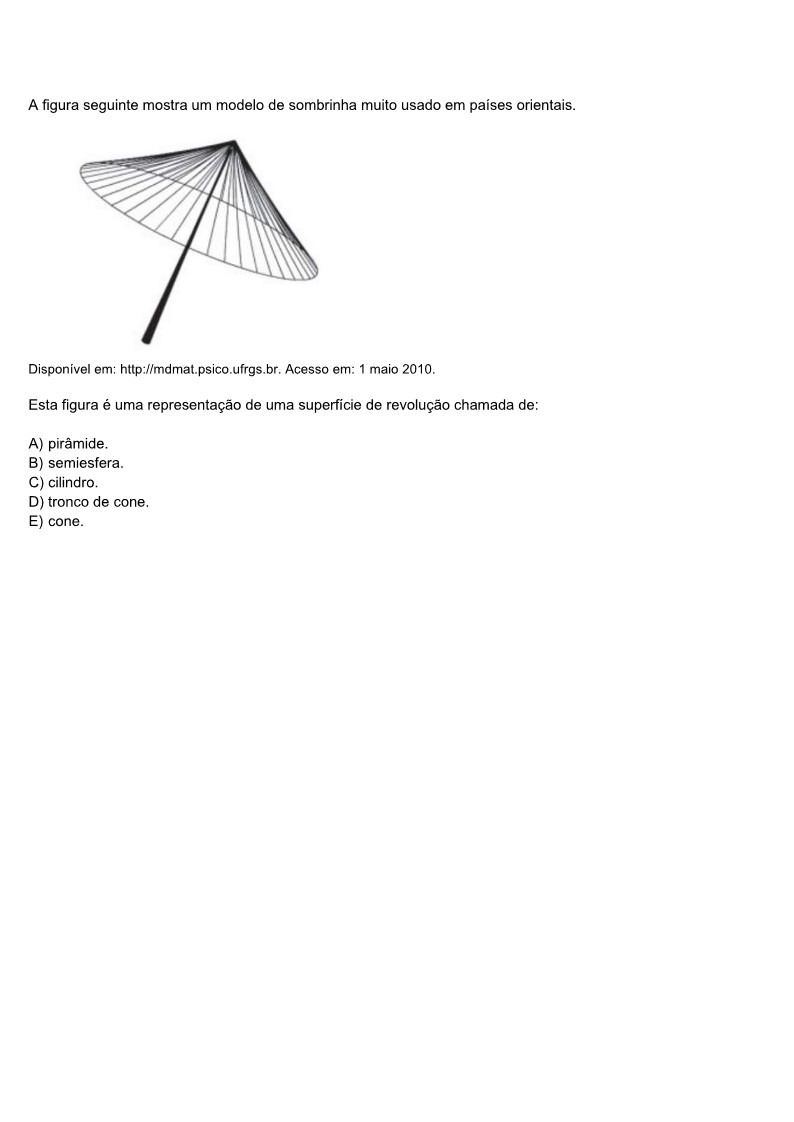 A figura seguinte mostra um modelo de sombrinha muito usado em países orientais.
Disponível em: http://mdmat.psico.ufrgs.br. Acesso em: 1 maio 2010.
Esta figura é uma representação de uma superfície de revolução chamada de:
A) pirâmide.
B) semiesfera.
C) cilindro.
D) tronco de cone.
E) cone.